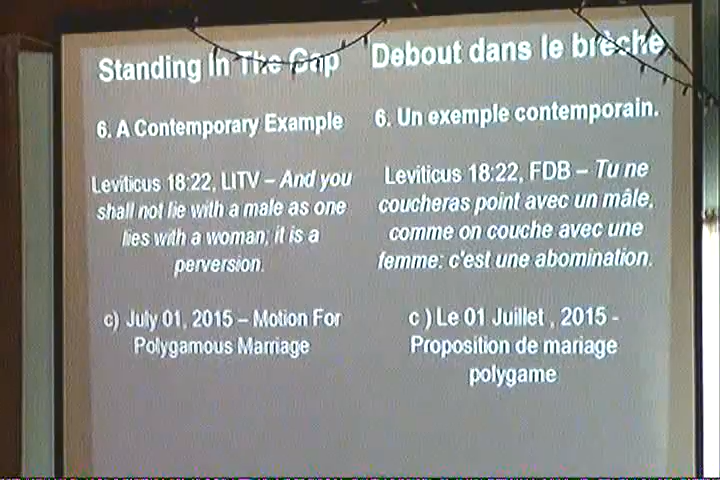 Standing In The Gap
6. A Contemporary Example
Leviticus 18:22, LITV – And you
shall not lie with a male as one
lies with a woman; it is a
perversion.
c) July 01, 2015 – Motion For
Polygamous Marriage
Debout dans le brèche
6. Un exemple contemporain.
Leviticus 18:22, FDB – Tu ne
coucheras point avec un mâle,
comme on couche avec une
femme: c'est une abomination.
c ) Le 01 Juillet , 2015 -
Proposition de mariage
polygame